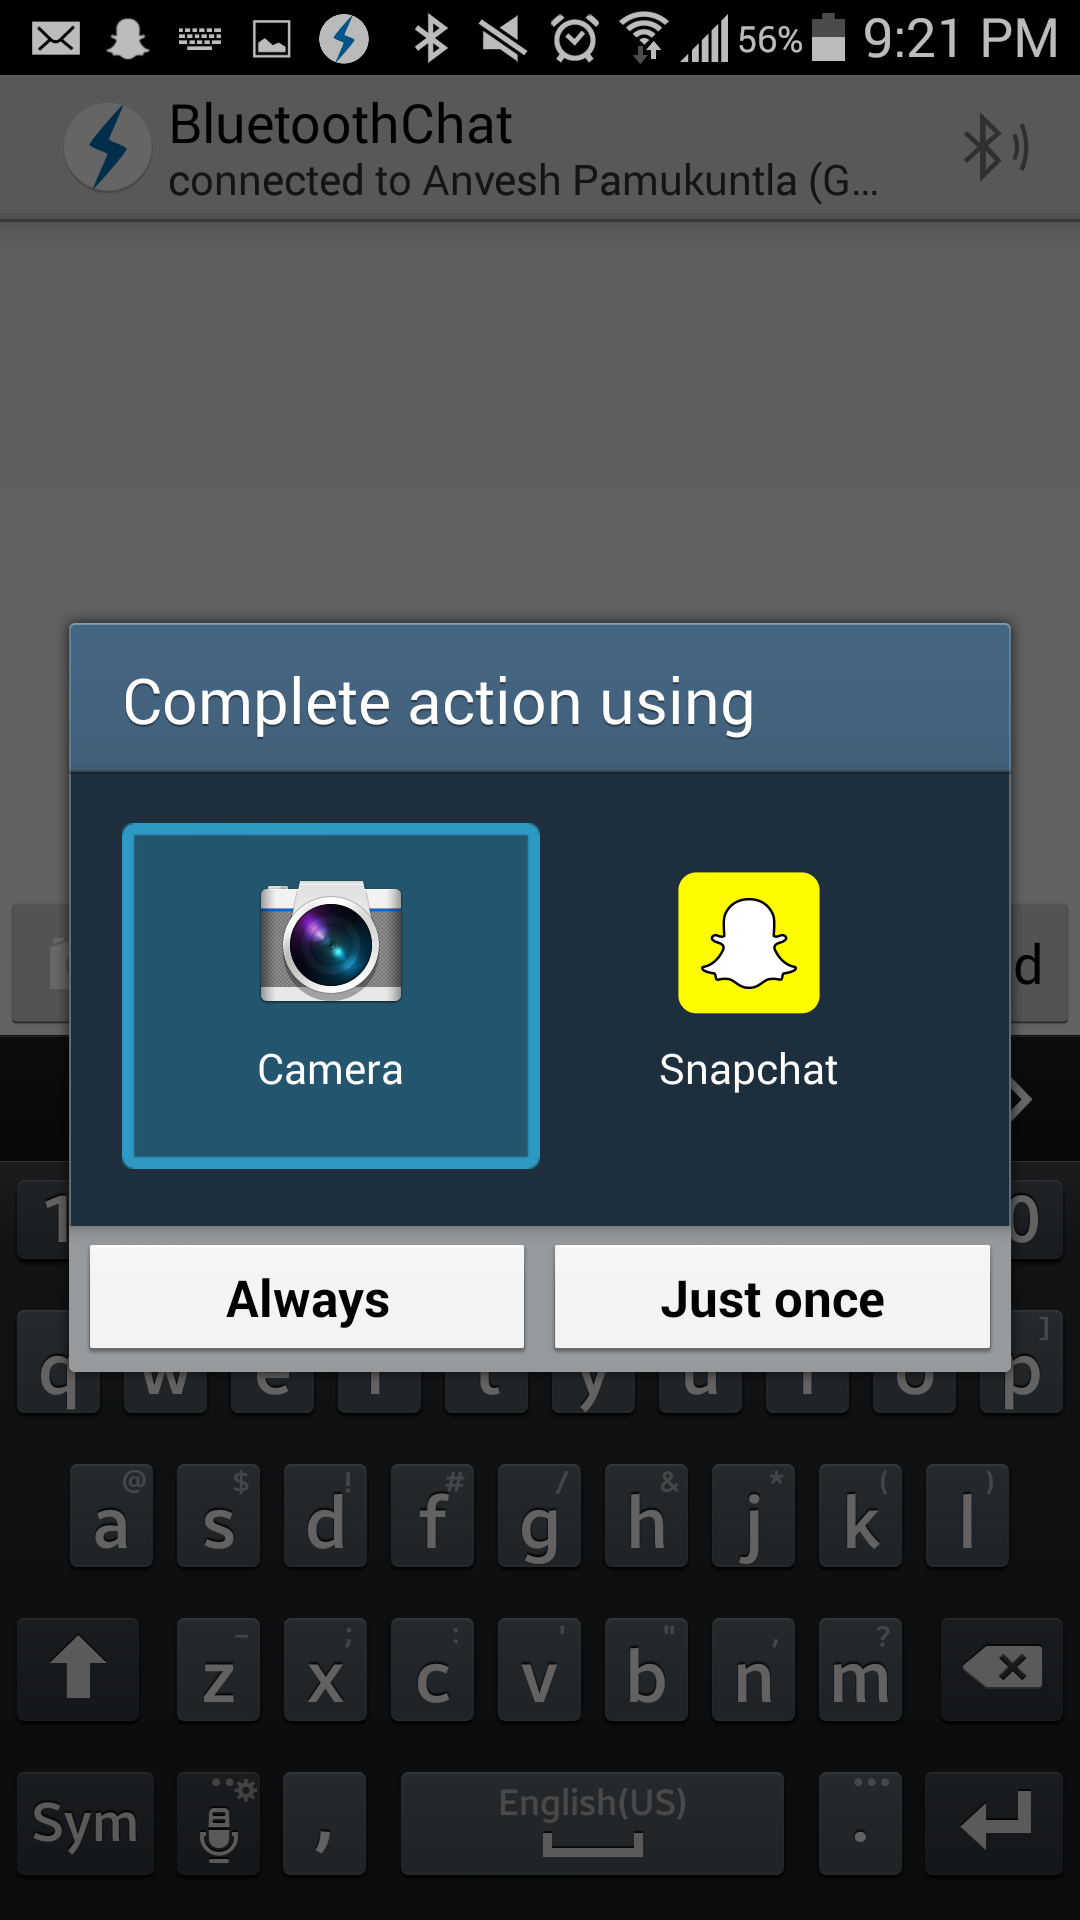 56% 9:21 PM
BluetoothChat
connected to Anvesh Pamukuntla (G...
Complete action using
Camera
Snapchat
d
1 0
Always
Just once
]
q w e r t y u i o p
@ $ ! # / & * ( )
a s d f g h j k l
- ; : ' " , ?
z x c v b n m
English(US)
Sym , .